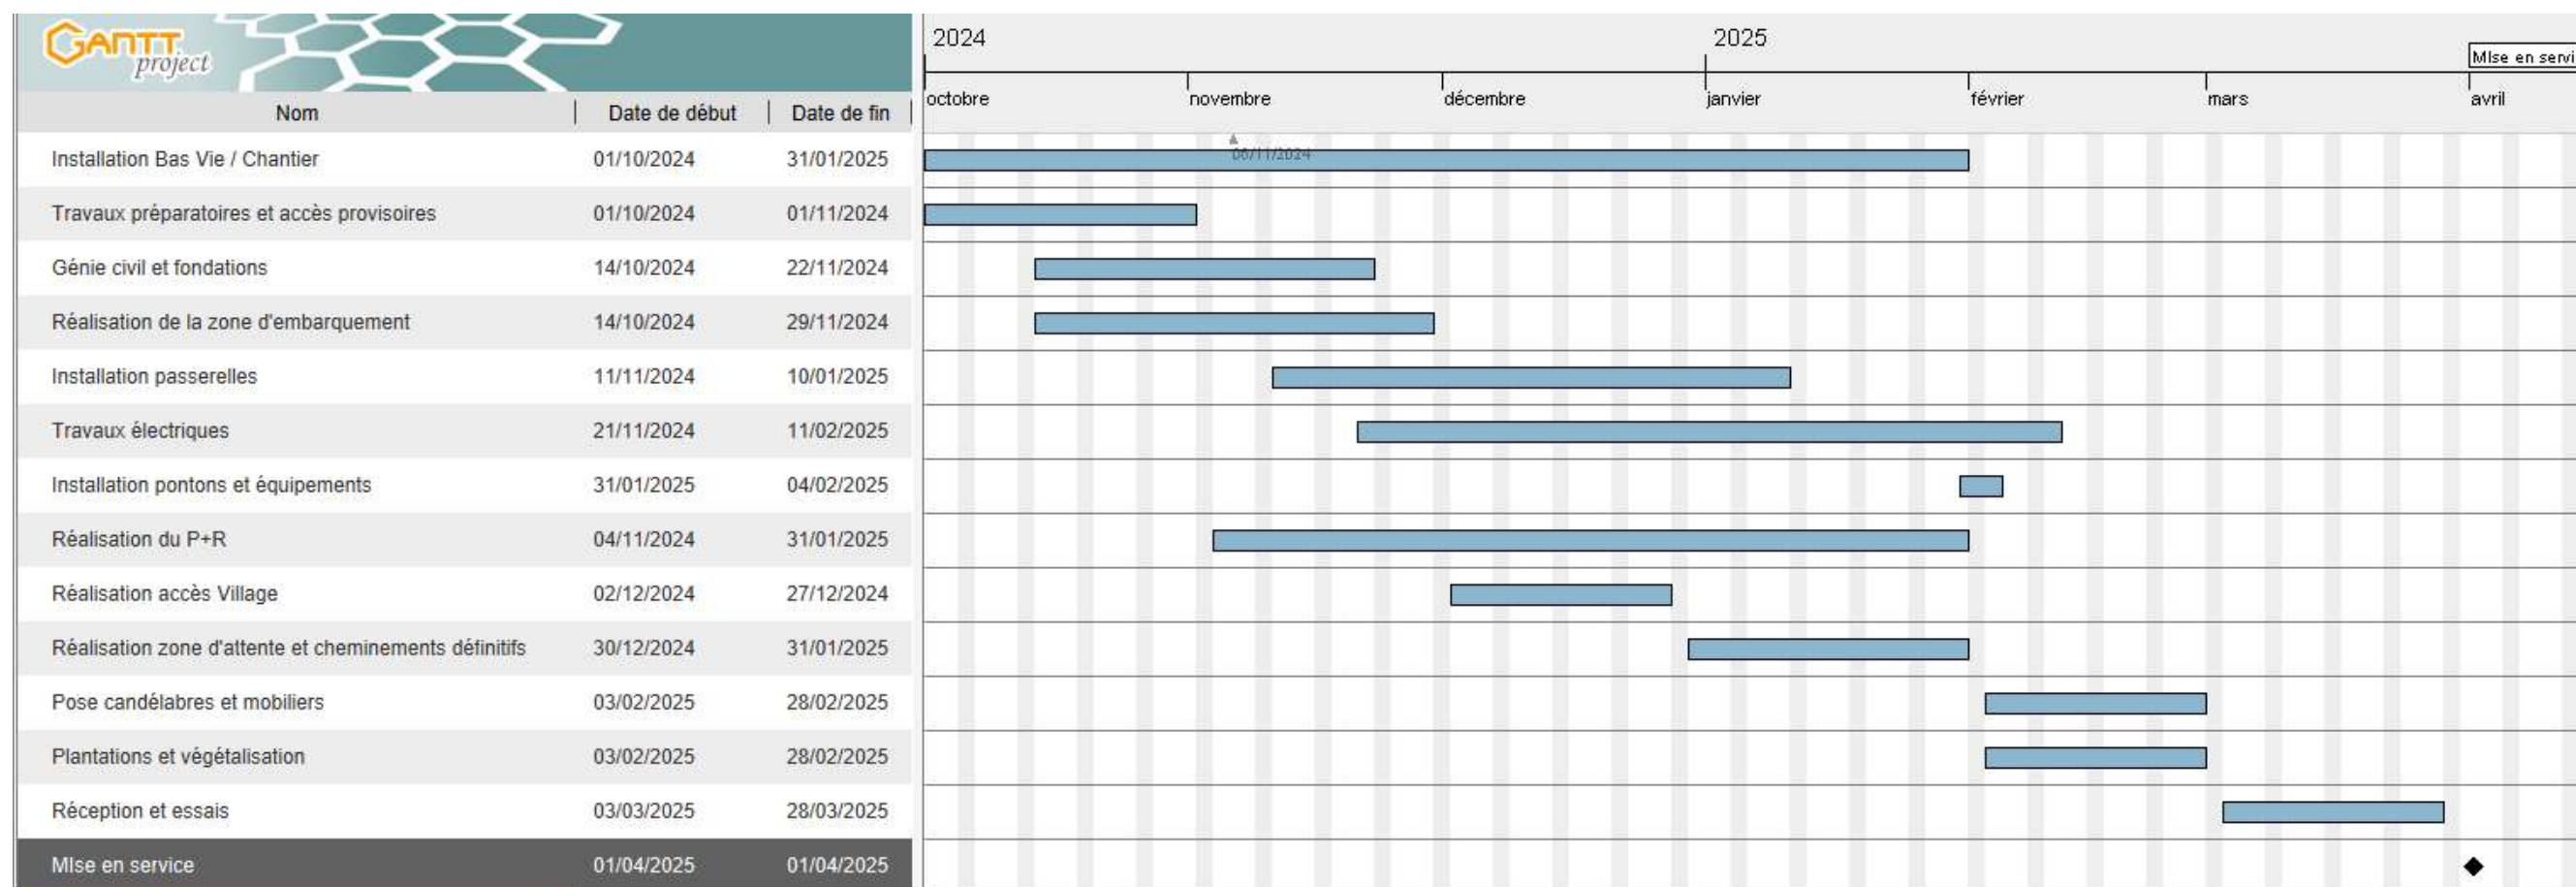 GANTT
project
2024 2025
MIse en servi
octobre novembre décembre janvier février mars avril
Nom Date de début Date de fin
06/11/2024
Installation Bas Vie / Chantier 01/10/2024 31/01/2025
Travaux préparatoires et accès provisoires 01/10/2024 01/11/2024
Génie civil et fondations 14/10/2024 22/11/2024
Réalisation de la zone d'embarquement 14/10/2024 29/11/2024
Installation passerelles 11/11/2024 10/01/2025
Travaux électriques 21/11/2024 11/02/2025
Installation pontons et équipements 31/01/2025 04/02/2025
Réalisation du P+R 04/11/2024 31/01/2025
Réalisation accès Village 02/12/2024 27/12/2024
Réalisation zone d'attente et cheminements définitifs 30/12/2024 31/01/2025
Pose candélabres et mobiliers 03/02/2025 28/02/2025
Plantations et végétalisation 03/02/2025 28/02/2025
Réception et essais 03/03/2025 28/03/2025
MIse en service 01/04/2025 01/04/2025